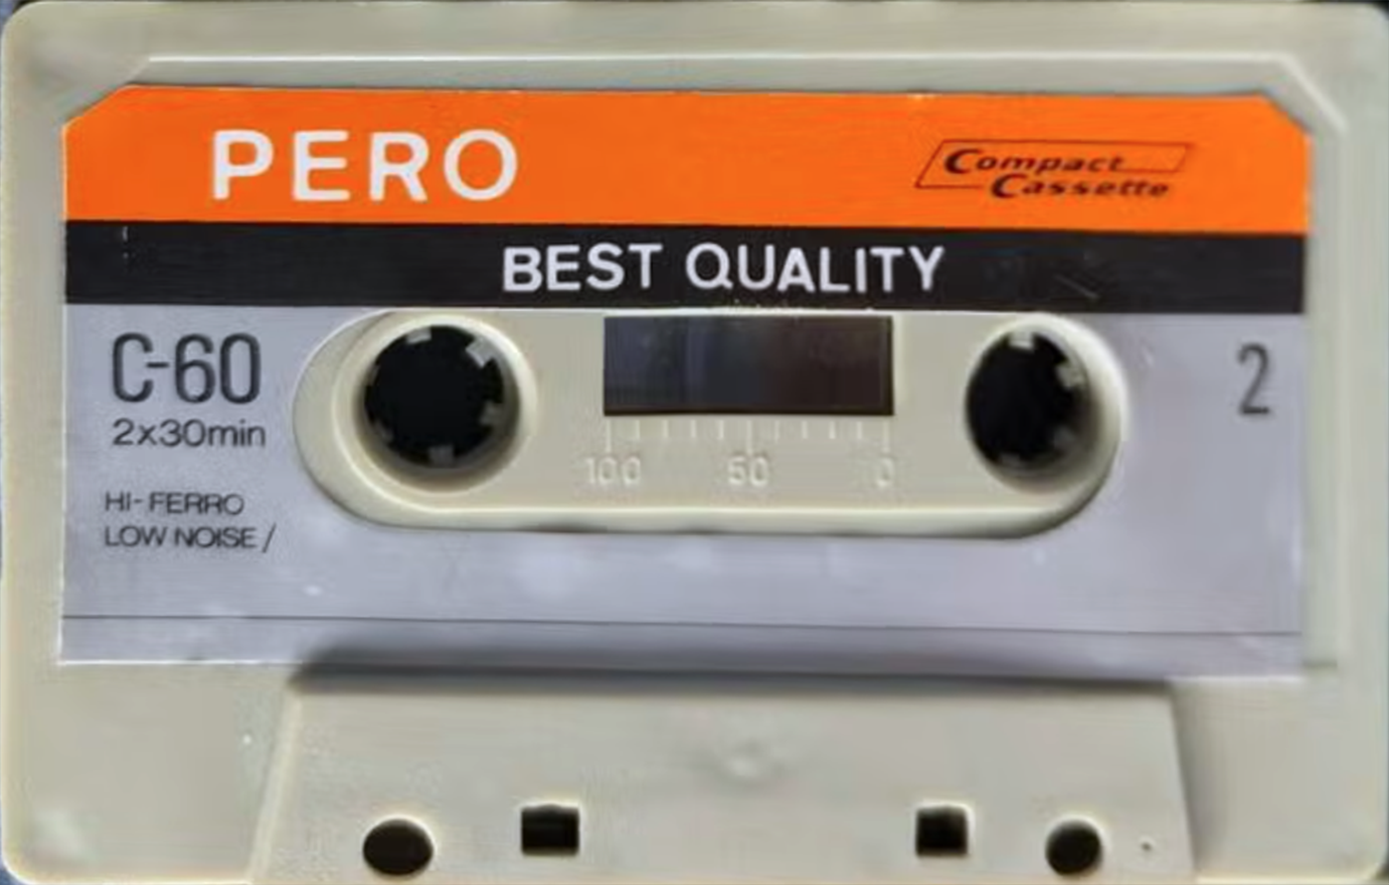 PERO
Compact
Cassette
BEST QUALITY
C-60
2x30min
2
HI-FERRO
LOW NOISE /
100 50 0